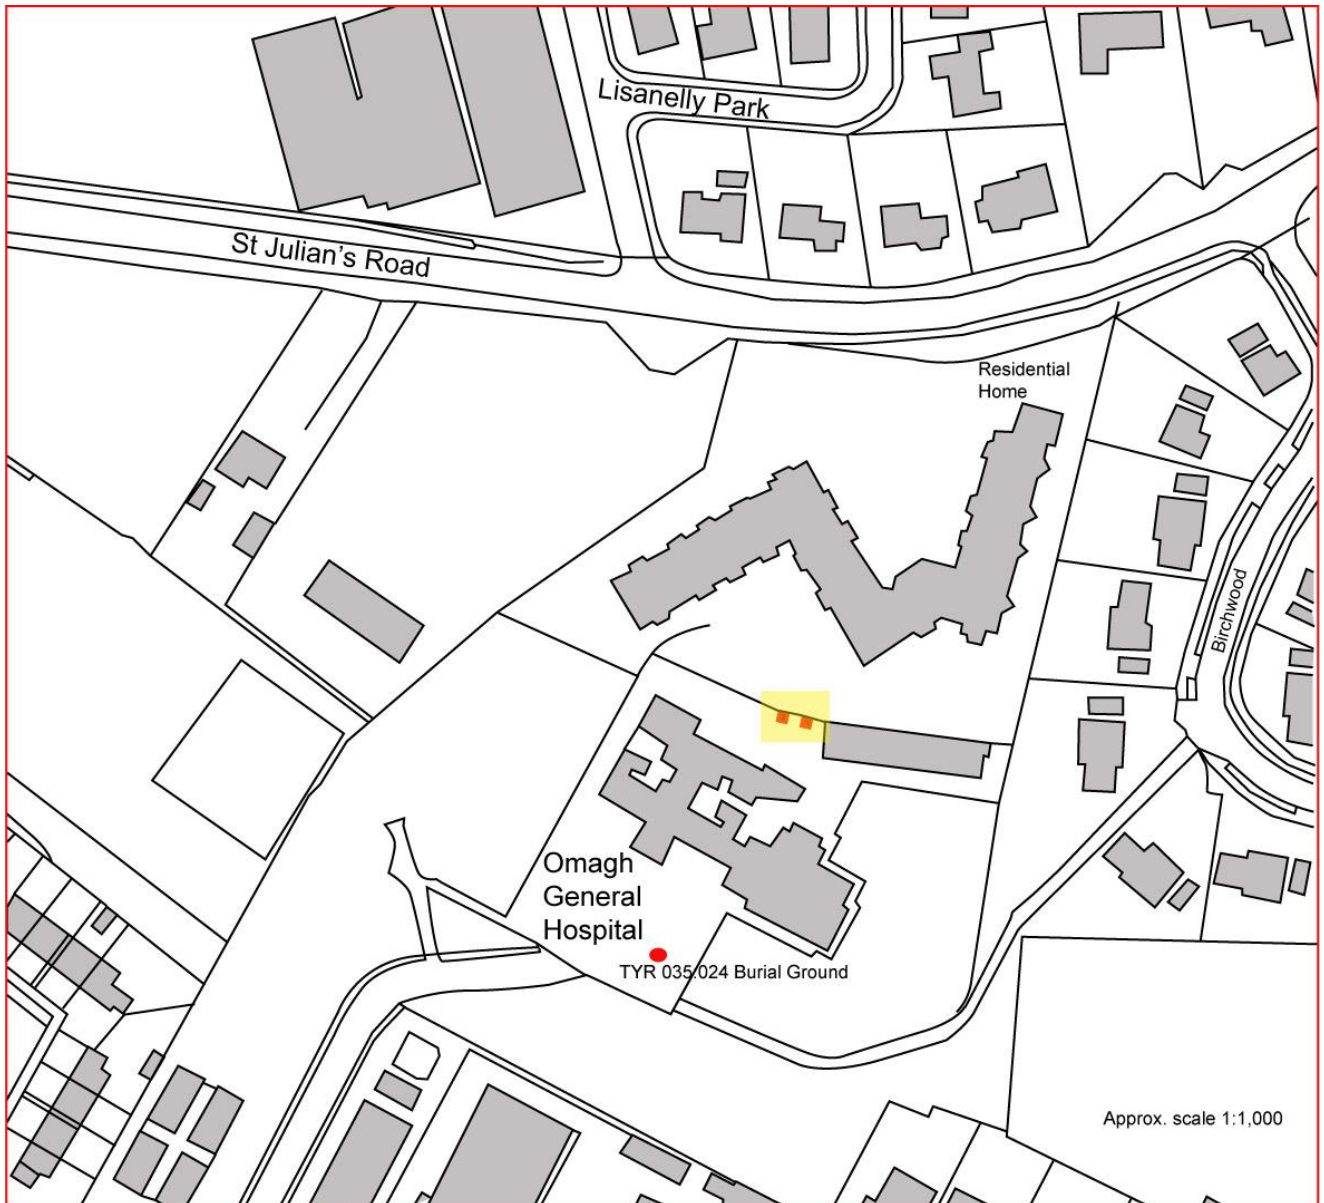 Lisanelly Park
St Julian's Road
Residential
Home
Birchwood
Omagh
General
Hospital
TYR 035:024 Burial Ground
Approx. scale 1:1,000